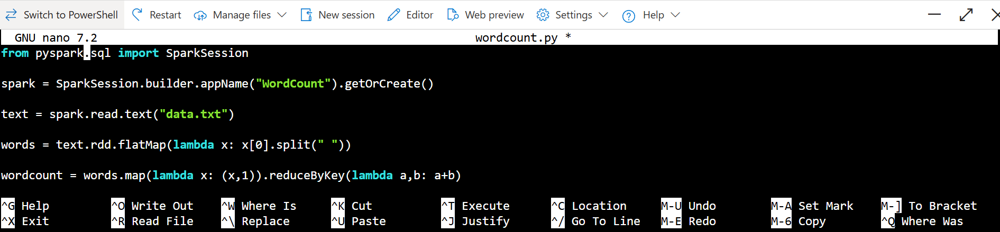 Switch to PowerShell Restart Manage files New session Editor Web preview Settings Help
GNU nano 7.2 wordcount.py *
from pyspark.sql import SparkSession
spark = SparkSession.builder.appName("WordCount").getOrCreate()
text = spark.read.text("data.txt")
words = text.rdd.flatMap(lambda x: x[0].split(" "))
wordcount = words.map(lambda x: (x,1)).reduceByKey(lambda a,b: a+b)
^G Help ^O Write Out ^W Where Is ^K Cut ^T Execute ^C Location M-U Undo M-A Set Mark M-] To Bracket
^X Exit ^R Read File ^\ Replace ^U Paste ^J Justify ^/ Go To Line M-E Redo M-6 Copy ^Q Where Was